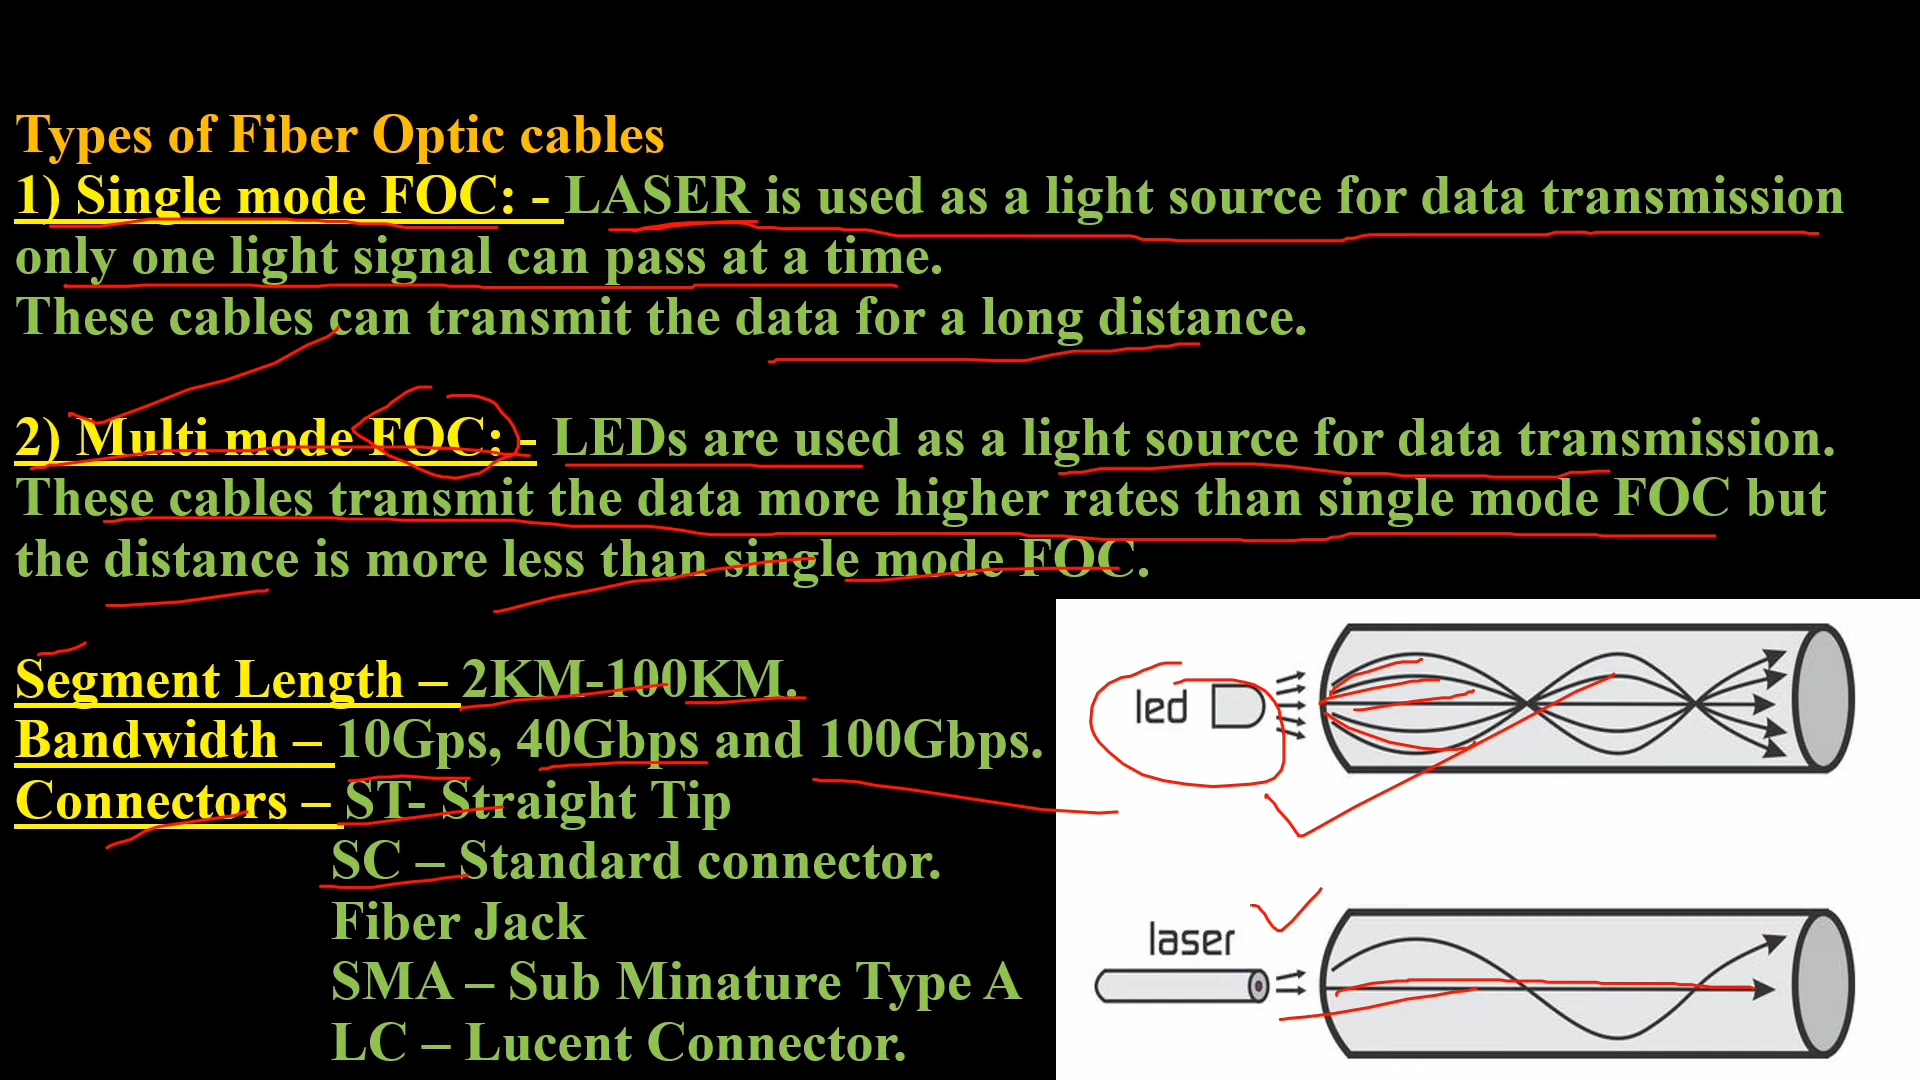 Types of Fiber Optic cables
1) Single mode FOC: - LASER is used as a light source for data transmission
only one light signal can pass at a time.
These cables can transmit the data for a long distance.
2) Multi mode FOC: - LEDs are used as a light source for data transmission.
These cables transmit the data more higher rates than single mode FOC but
the distance is more less than single mode FOC.
Segment Length – 2KM-100KM.
Bandwidth – 10Gps, 40Gbps and 100Gbps.
Connectors – ST- Straight Tip
SC – Standard connector.
Fiber Jack
SMA – Sub Minature Type A
LC – Lucent Connector.
led
laser